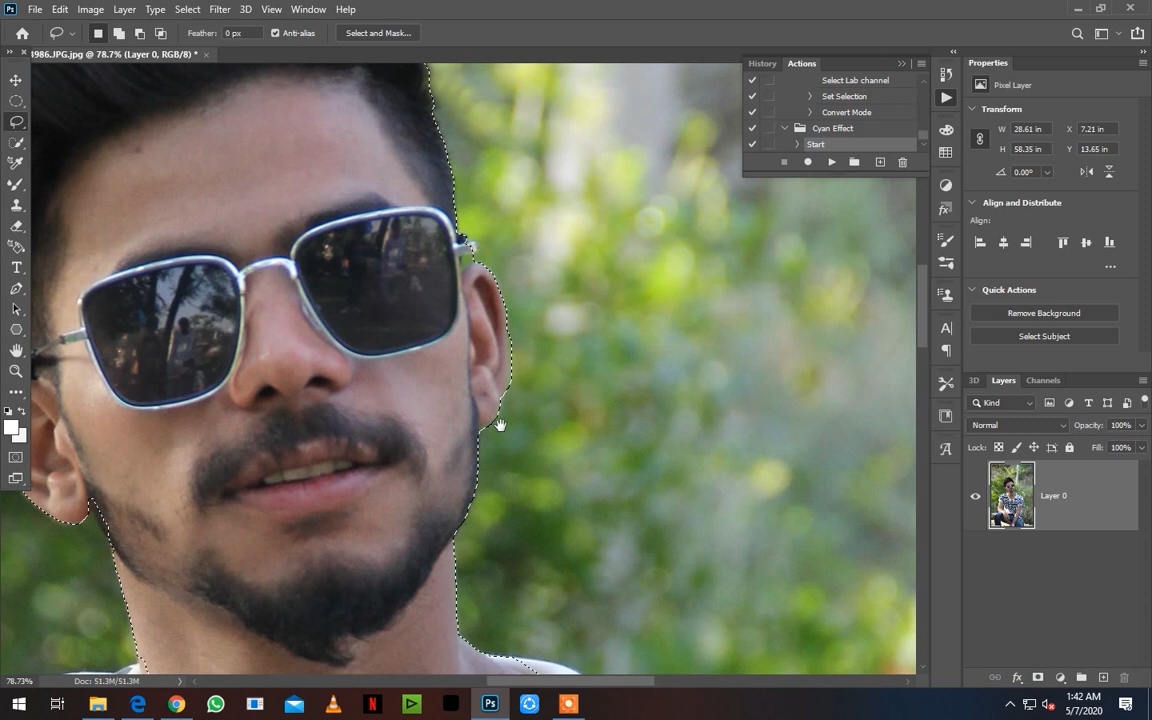 Ps File Edit Image Layer Type Select Filter 3D View Window Help
Feather: 0 px Anti-alias Select and Mask...
4986.JPG.jpg @ 78.7% (Layer 0, RGB/8) *
History Actions
Select Lab channel
Set Selection
Convert Mode
Cyan Effect
Start
Properties
Pixel Layer
Transform
W 28.61 in X 7.21 in
H 58.35 in Y 13.65 in
0.00°
Align and Distribute
Align:
Quick Actions
Remove Background
Select Subject
3D Layers Channels
Kind
Normal Opacity: 100%
Lock: Fill: 100%
Layer 0
78.73% Doc: 51.3M/51.3M
Ps
1:42 AM
5/7/2020